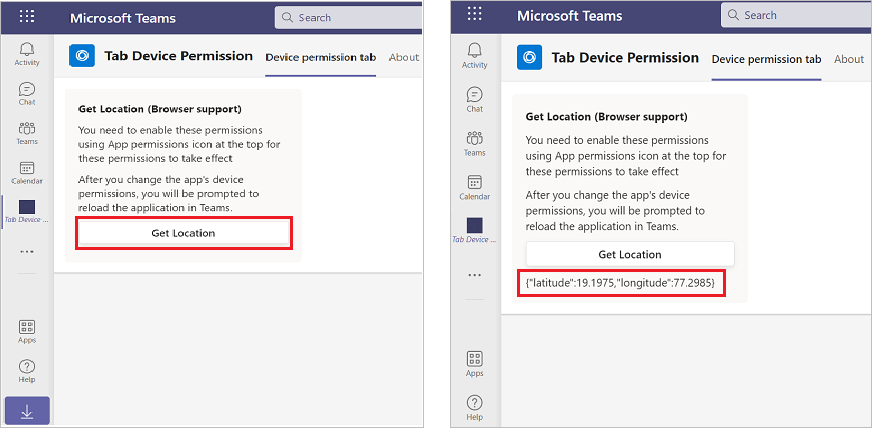 Microsoft Teams
Search
Activity
Chat
Teams
Calendar
Tab Device ...
Apps
Help
Tab Device Permission
Device permission tab
About
Get Location (Browser support)
You need to enable these permissions
using App permissions icon at the top for
these permissions to take effect
After you change the app's device
permissions, you will be prompted to
reload the application in Teams.
Get Location
Microsoft Teams
Search
Activity
Chat
Teams
Calendar
Tab Device ...
Apps
Help
Tab Device Permission
Device permission tab
About
Get Location (Browser support)
You need to enable these permissions
using App permissions icon at the top for
these permissions to take effect
After you change the app's device
permissions, you will be prompted to
reload the application in Teams.
Get Location
{"latitude":19.1975,"longitude":77.2985}